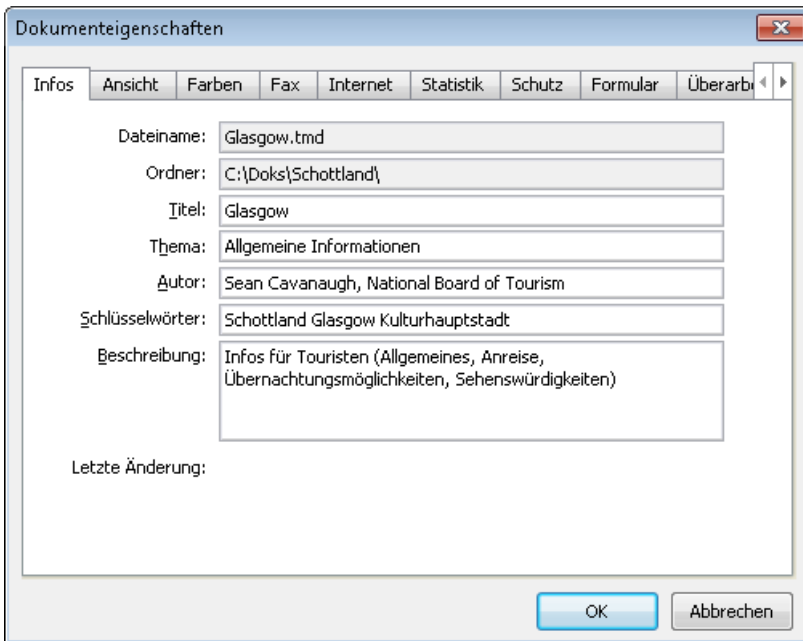 Dokumenteigenschaften
Infos Ansicht Farben Fax Internet Statistik Schutz Formular Überarb
Dateiname: Glasgow.tmd
Ordner: C:\Doks\Schottland\
Titel: Glasgow
Thema: Allgemeine Informationen
Autor: Sean Cavanaugh, National Board of Tourism
Schlüsselwörter: Schottland Glasgow Kulturhauptstadt
Beschreibung: Infos für Touristen (Allgemeines, Anreise,
Übernachtungsmöglichkeiten, Sehenswürdigkeiten)
Letzte Änderung:
OK Abbrechen